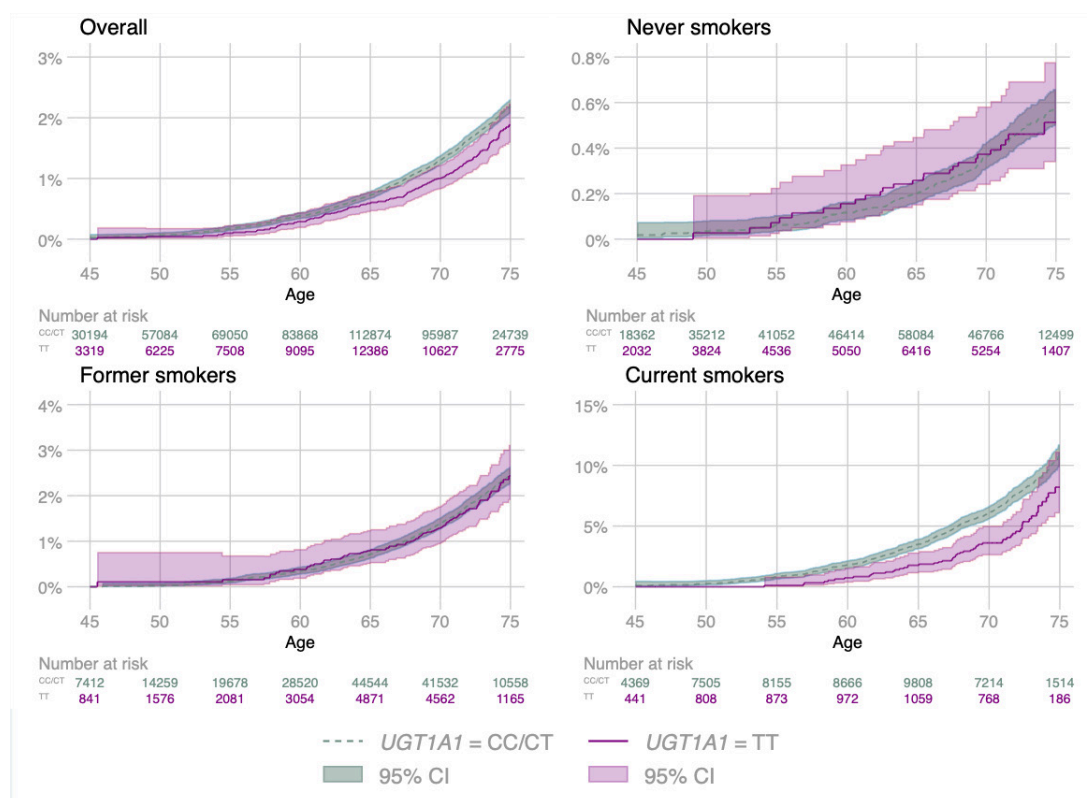 Overall
3%
2%
1%
0%
45 50 55 60 65 70 75
Age
Number at risk
CC/CT 30194 57084 69050 83868 112874 95987 24739
TT 3319 6225 7508 9095 12386 10627 2775
Never smokers
0.8%
0.6%
0.4%
0.2%
0%
45 50 55 60 65 70 75
Age
Number at risk
CC/CT 18362 35212 41052 46414 58084 46766 12499
TT 2032 3824 4536 5050 6416 5254 1407
Former smokers
4%
3%
2%
1%
0%
45 50 55 60 65 70 75
Age
Number at risk
CC/CT 7412 14259 19678 28520 44544 41532 10558
TT 841 1576 2081 3054 4871 4562 1165
Current smokers
15%
10%
5%
0%
45 50 55 60 65 70 75
Age
Number at risk
CC/CT 4369 7505 8155 8666 9808 7214 1514
TT 441 808 873 972 1059 768 186
UGT1A1 = CC/CT UGT1A1 = TT
95% CI 95% CI